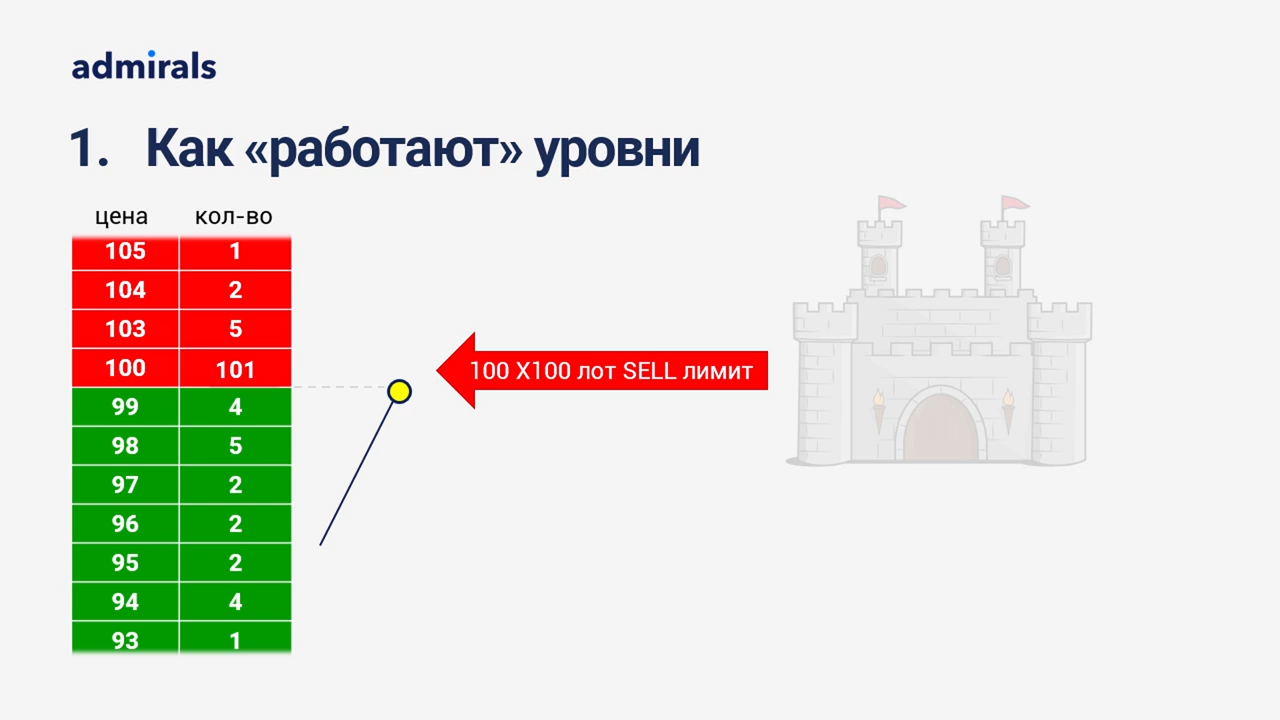 admirals
1. Как «работают» уровни
цена кол-во
105 1
104 2
103 5
100 101
100 X100 лот SELL лимит
99 4
98 5
97 2
96 2
95 2
94 4
93 1